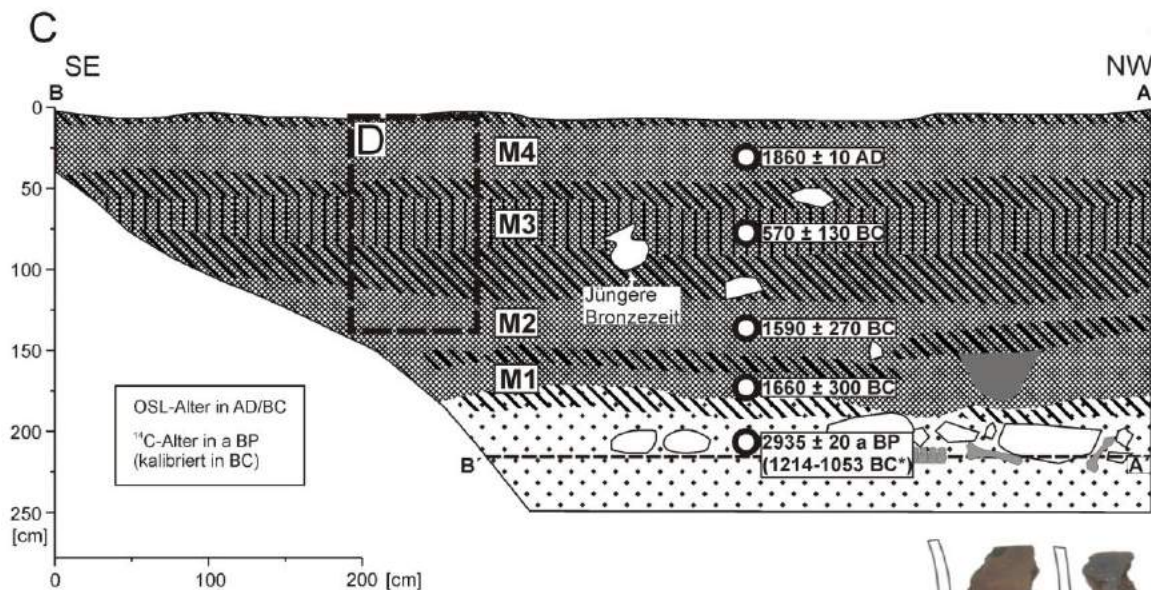 C
SE
NW
B
A
0
50
100
150
200
250
[cm]
D
M4
1860 ± 10 AD
M3
570 ± 130 BC
Jüngere
Bronzezeit
M2
1590 ± 270 BC
M1
1660 ± 300 BC
OSL-Alter in AD/BC
¹⁴C-Alter in a BP
(kalibriert in BC)
2935 ± 20 a BP
(1214-1053 BC*)
B´
A´
0
100
200
[cm]